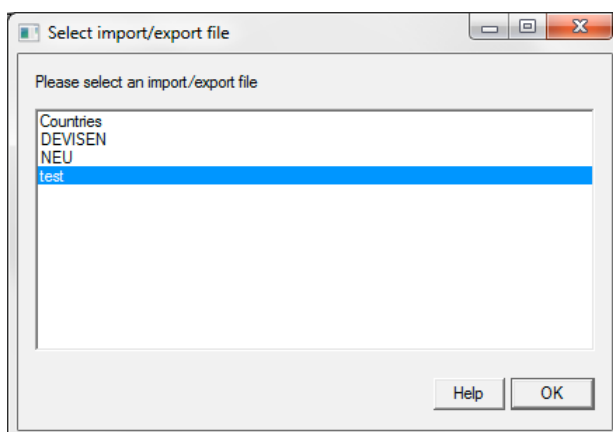 Select import/export file
Please select an import/export file
Countries
DEVISEN
NEU
test
Help OK